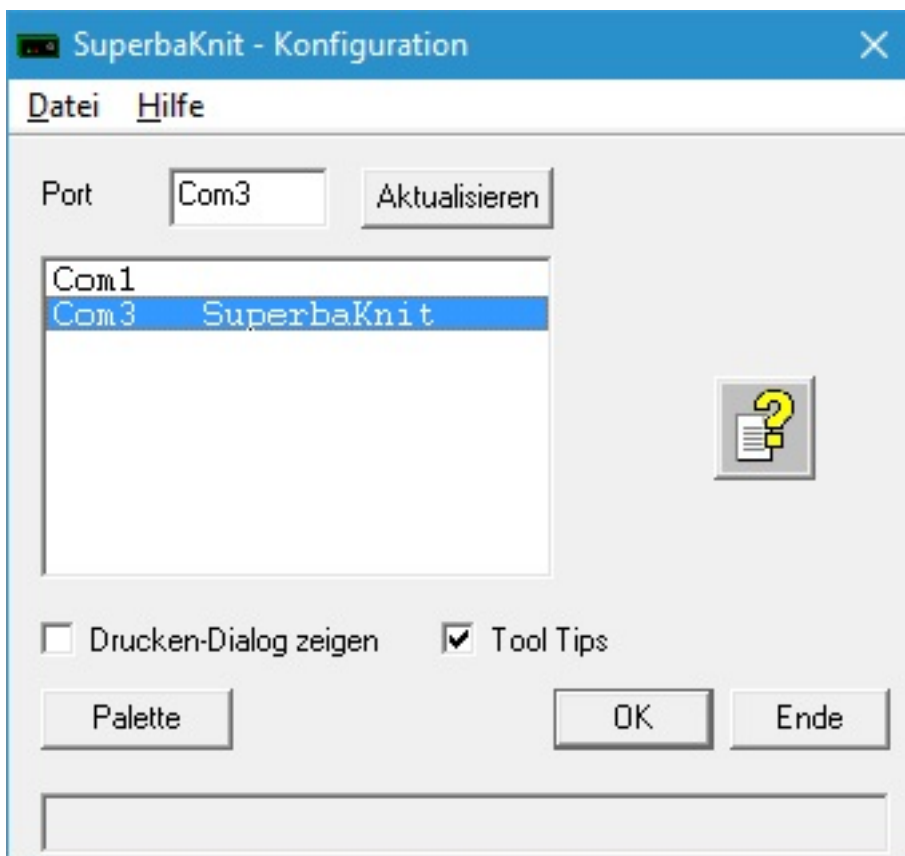 SuperbaKnit - Konfiguration
Datei Hilfe
Port Com3 Aktualisieren
Com1
Com3 SuperbaKnit
Drucken-Dialog zeigen Tool Tips
Palette OK Ende